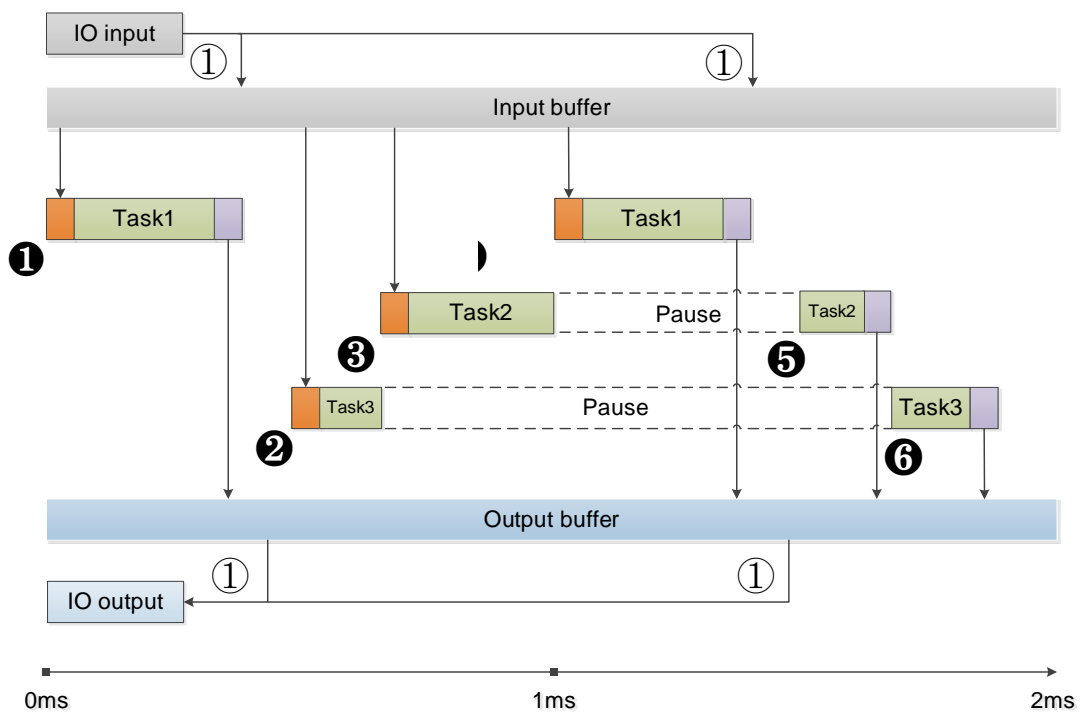 IO input
①
①
Input buffer
Task1
Task1
❶
Task2
Pause
Task2
❸
❺
Task3
Pause
Task3
❷
❻
Output buffer
①
①
IO output
0ms
1ms
2ms